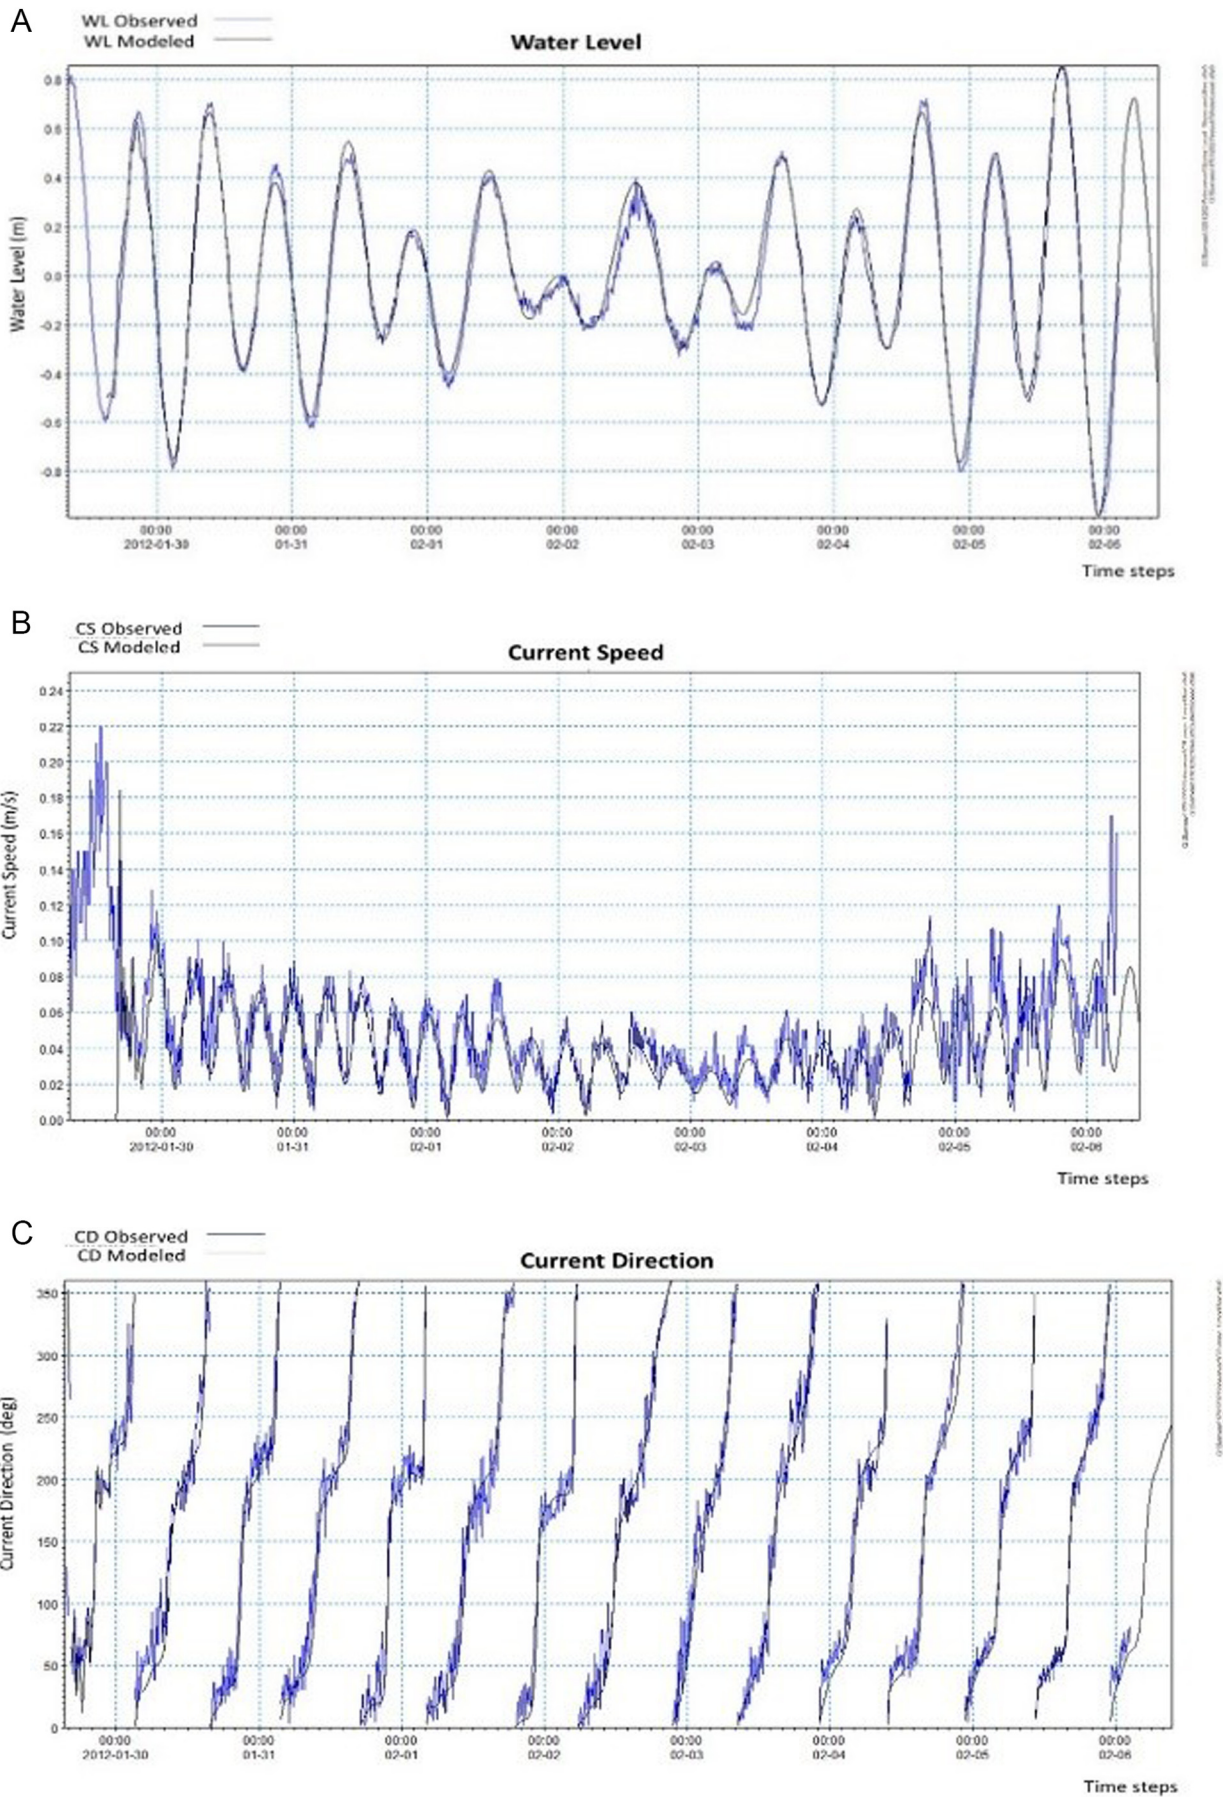 A
WL Observed
WL Modeled
Water Level
Water Level (m)
0.8
0.6
0.4
0.2
0.0
-0.2
-0.4
-0.6
-0.8
00:00 00:00 00:00 00:00 00:00 00:00 00:00 00:00
2012-01-30 01-31 02-01 02-02 02-03 02-04 02-05 02-06
Time steps
B
CS Observed
CS Modeled
Current Speed
Current Speed (m/s)
0.24
0.22
0.20
0.18
0.16
0.14
0.12
0.10
0.08
0.06
0.04
0.02
0.00
00:00 00:00 00:00 00:00 00:00 00:00 00:00 00:00
2012-01-30 01-31 02-01 02-02 02-03 02-04 02-05 02-06
Time steps
C
CD Observed
CD Modeled
Current Direction
Current Direction (deg)
350
300
250
200
150
100
50
0
00:00 00:00 00:00 00:00 00:00 00:00 00:00 00:00
2012-01-30 01-31 02-01 02-02 02-03 02-04 02-05 02-06
Time steps